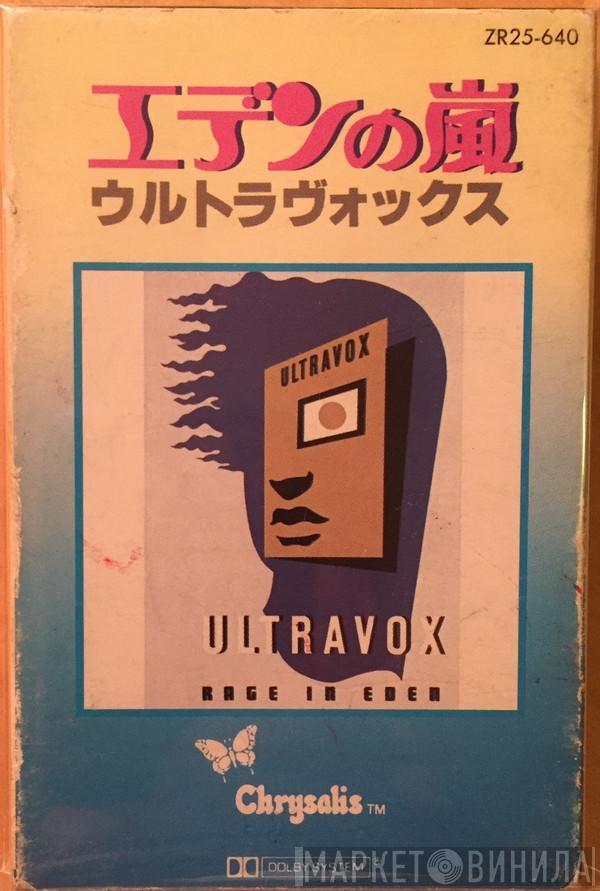 ZR25-640
エデンの嵐
ウルトラヴォックス
ULTRAVOX
ULTRAVOX
RAGE IN EDEN
Chrysalis TM
DOLBY SYSTEM
МАРКЕТ ВИНИЛА